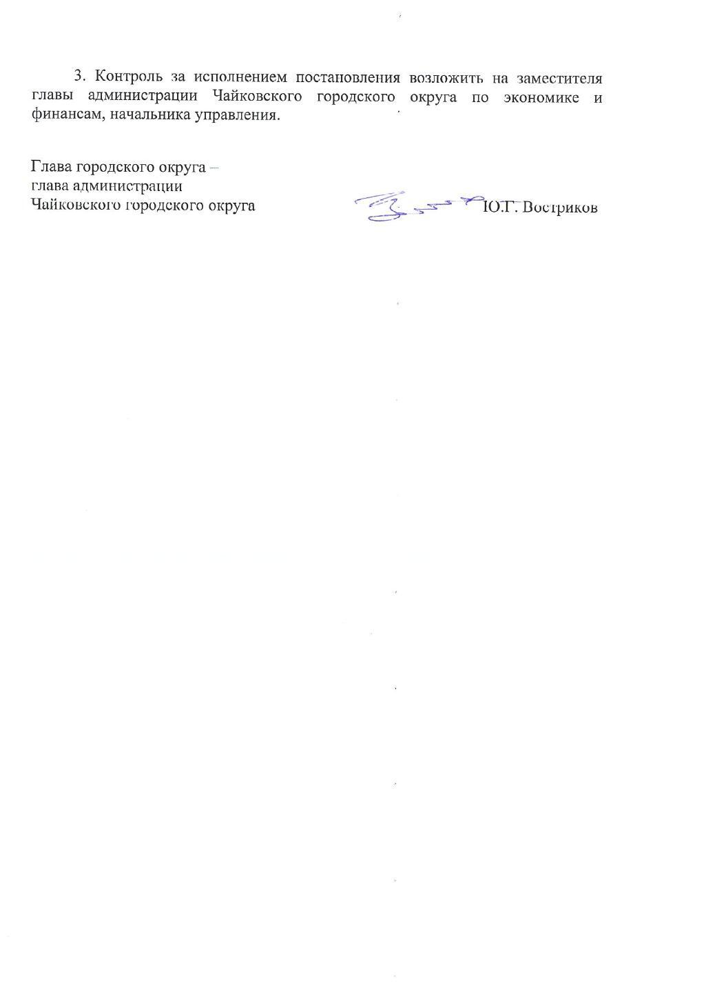 3. Контроль за исполнением постановления возложить на заместителя
главы администрации Чайковского городского округа по экономике и
финансам, начальника управления.
Глава городского округа –
глава администрации
Чайковского городского округа
Ю.Г. Востриков